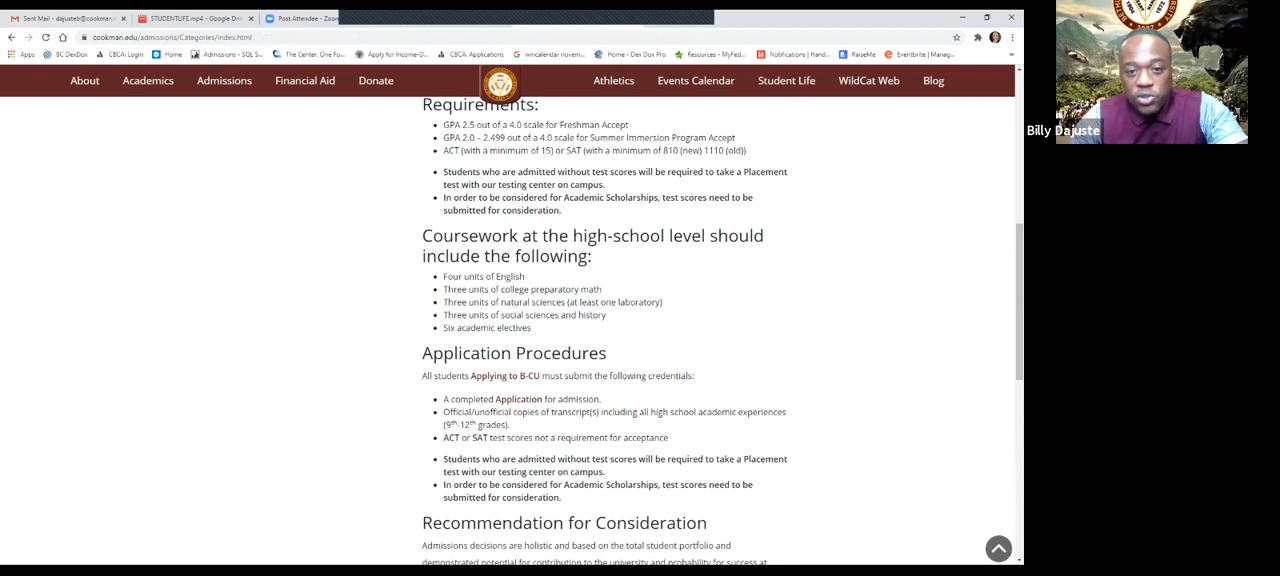 Sent Mail - dajusteb@cookman.e
STUDENTLIFE.mp4 - Google Driv
Post Attendee - Zoom
cookman.edu/admissions/Categories/index.html
Apps BC DexDox CBCA: Login Home Admissions - SQL S... The Center, One Fo... Apply for Income-D... CBCA: Applications wincalendar novem... Home - Dex Dox Pro Resources - MyFed... Notifications | Hand... RaiseMe Eventbrite | Manag... »
About Academics Admissions Financial Aid Donate Athletics Events Calendar Student Life WildCat Web Blog
Requirements:
• GPA 2.5 out of a 4.0 scale for Freshman Accept
• GPA 2.0 – 2.499 out of a 4.0 scale for Summer Immersion Program Accept
• ACT (with a minimum of 15) or SAT (with a minimum of 810 (new) 1110 (old))
• Students who are admitted without test scores will be required to take a Placement
test with our testing center on campus.
• In order to be considered for Academic Scholarships, test scores need to be
submitted for consideration.
Coursework at the high-school level should
include the following:
• Four units of English
• Three units of college preparatory math
• Three units of natural sciences (at least one laboratory)
• Three units of social sciences and history
• Six academic electives
Application Procedures
All students Applying to B-CU must submit the following credentials:
• A completed Application for admission.
• Official/unofficial copies of transcript(s) including all high school academic experiences
(9th-12th grades).
• ACT or SAT test scores not a requirement for acceptance
• Students who are admitted without test scores will be required to take a Placement
test with our testing center on campus.
• In order to be considered for Academic Scholarships, test scores need to be
submitted for consideration.
Recommendation for Consideration
Admissions decisions are holistic and based on the total student portfolio and
demonstrated potential for contribution to the university and probability for success at
Billy Dajuste